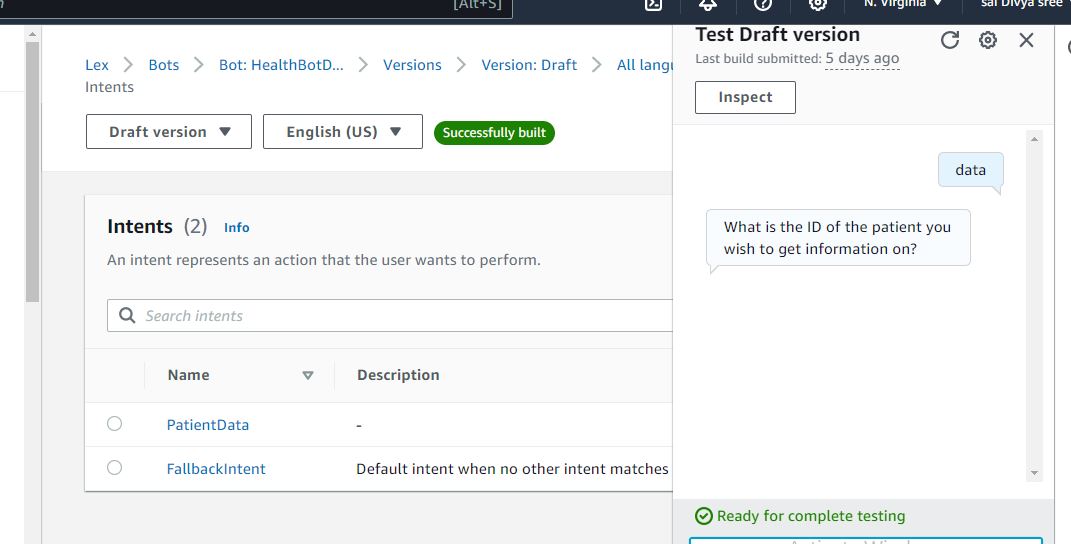 [Alt+S]
N. Virginia
sai Divya sree
Lex
Bots
Bot: HealthBotD...
Versions
Version: Draft
All langu
Intents
Draft version
English (US)
Successfully built
Intents (2) Info
An intent represents an action that the user wants to perform.
Search intents
Name
Description
PatientData
-
FallbackIntent
Default intent when no other intent matches
Test Draft version
Last build submitted: 5 days ago
Inspect
data
What is the ID of the patient you
wish to get information on?
Ready for complete testing